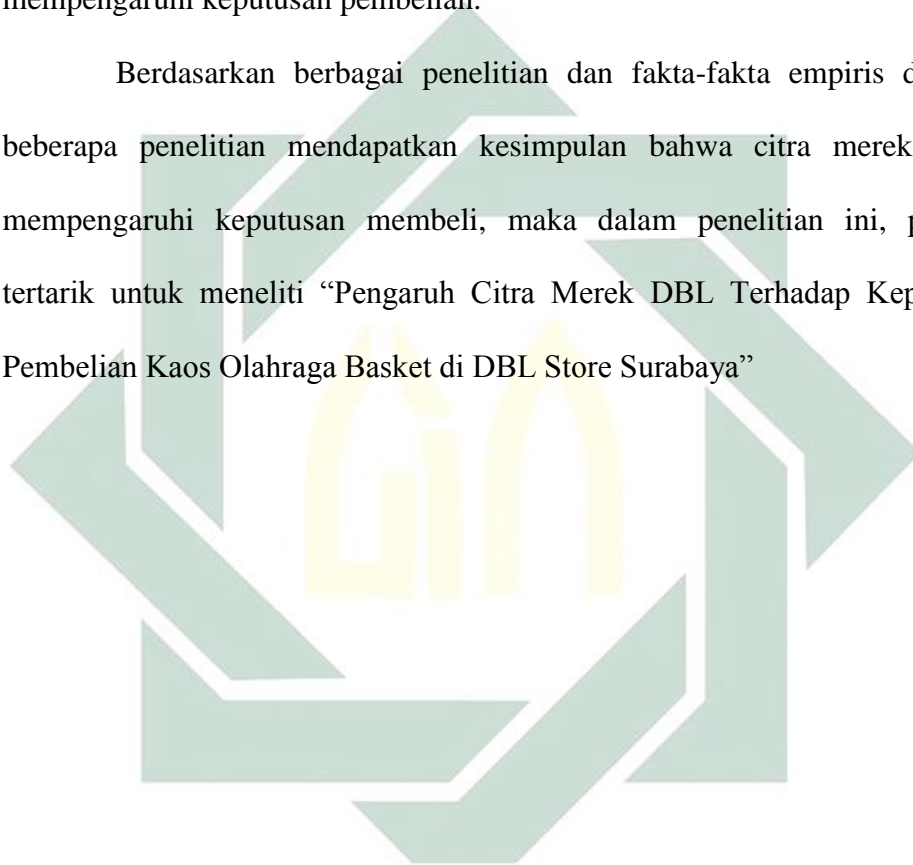 mempengaruhi keputusan pembelian.
Berdasarkan berbagai penelitian dan fakta-fakta empiris
beberapa penelitian mendapatkan kesimpulan bahwa citra merek
mempengaruhi keputusan membeli, maka dalam penelitian ini,
tertarik untuk meneliti “Pengaruh Citra Merek DBL Terhadap
Pembelian Kaos Olahraga Basket di DBL Store Surabaya”